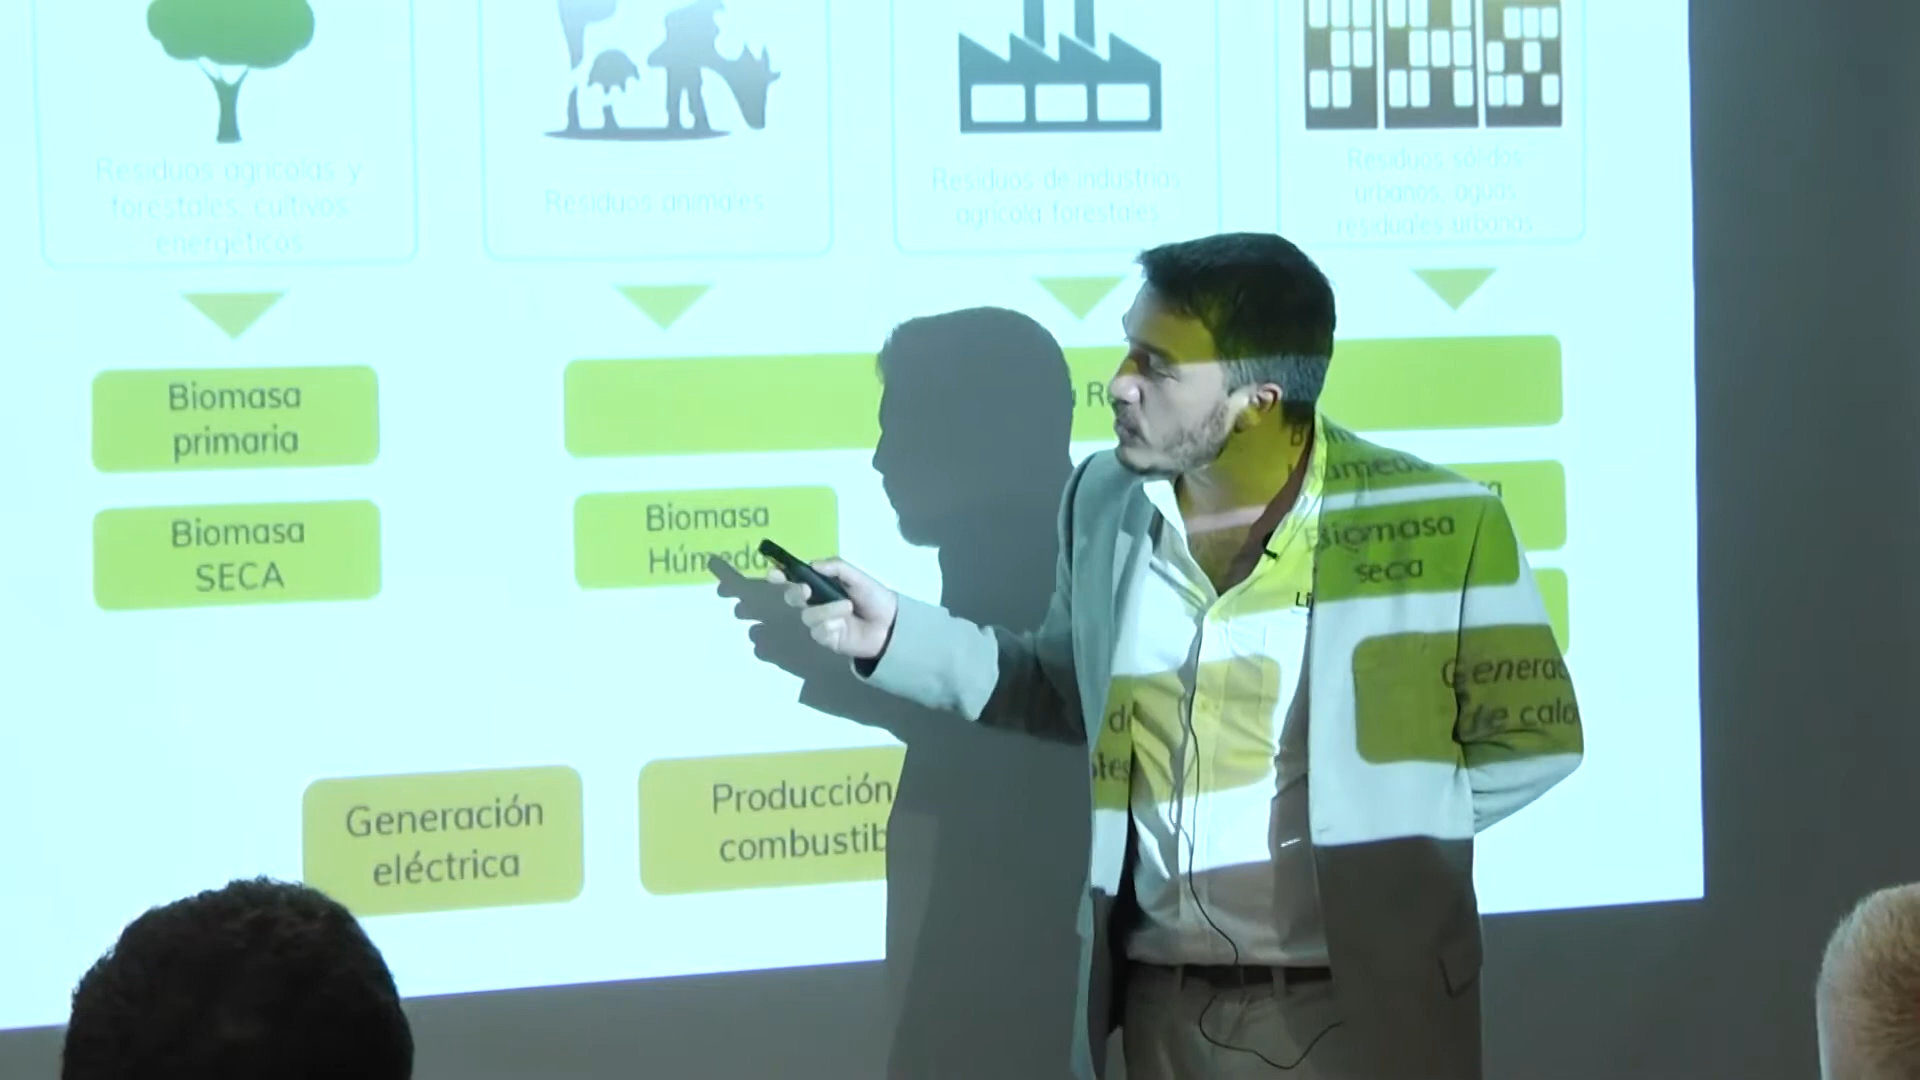 Residuos agrícolas y
forestales, cultivos
energéticos
Residuos animales
Residuos de industrias
agrícola forestales
Residuos sólidos
urbanos, aguas
residuales urbanas
Biomasa
primaria
Biomasa
SECA
Biomasa
Húmeda
Biomasa
seca
Generación
eléctrica
Producción